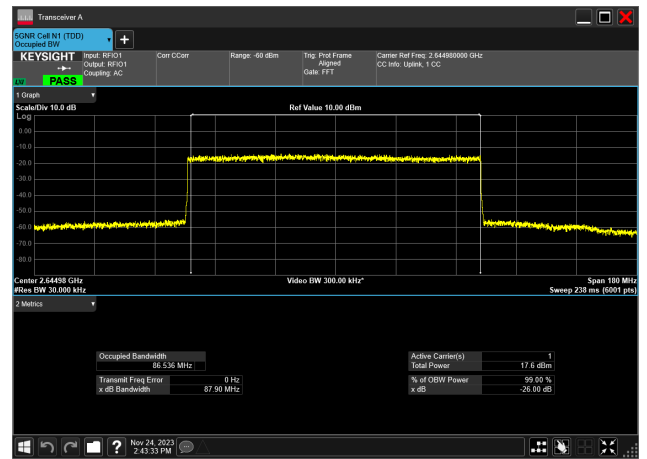 Transceiver A
5GNR Cell N1 (TDD)
Occupied BW
+
KEYSIGHT Input: RFIO1 Corr CCorr Range: -60 dBm Trig: Prot Frame Carrier Ref Freq: 2.644980000 GHz
Output: RFIO1 Aligned CC Info: Uplink, 1 CC
Coupling: AC Gate: FFT
LW PASS
1 Graph
Scale/Div 10.0 dB Ref Value 10.00 dBm
Log
0.00
-10.0
-20.0
-30.0
-40.0
-50.0
-60.0
-70.0
-80.0
Center 2.64498 GHz Video BW 300.00 kHz* Span 180 MHz
#Res BW 30.000 kHz Sweep 238 ms (6001 pts)
2 Metrics
Occupied Bandwidth Active Carrier(s) 1
86.536 MHz Total Power 17.6 dBm
Transmit Freq Error 0 Hz % of OBW Power 99.00 %
x dB Bandwidth 87.90 MHz x dB -26.00 dB
? Nov 24, 2023
2:43:33 PM